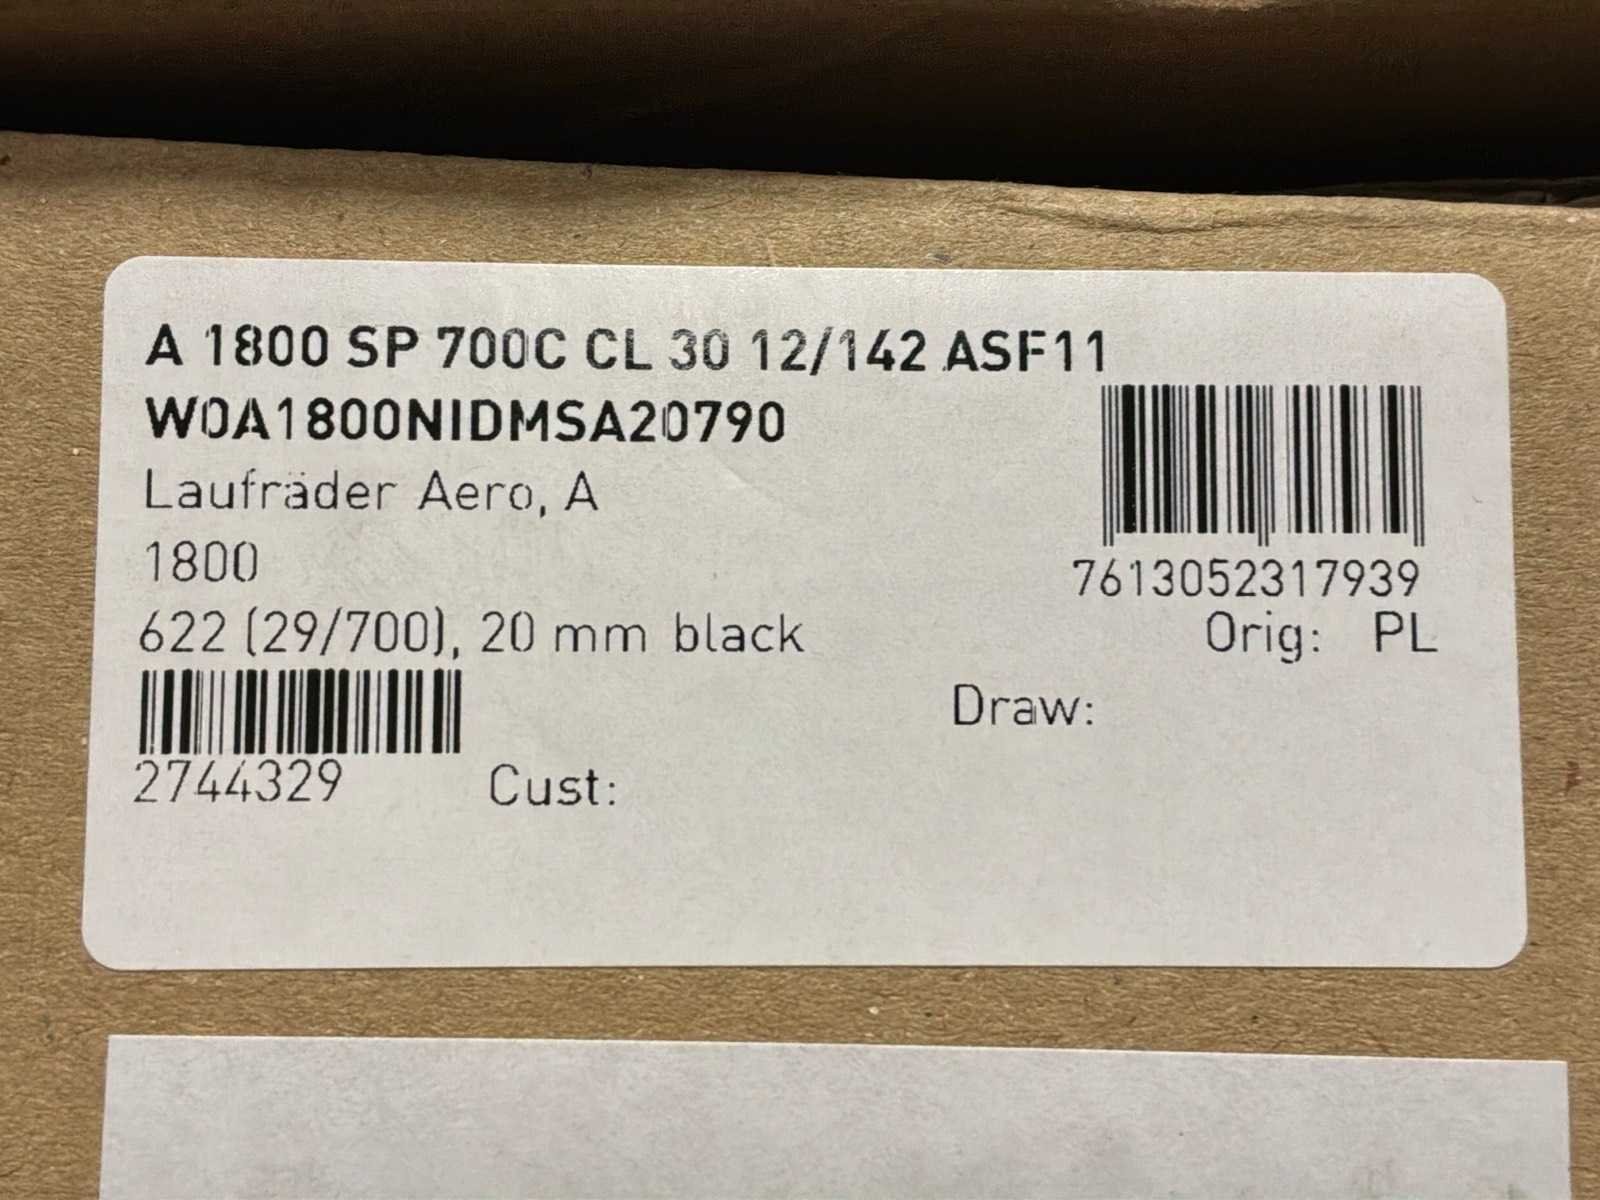 A 1800 SP 700C CL 30 12/142 ASF11
W0A1800NIDMSA20790
Laufräder Aero, A
1800
7613052317939
622 (29/700), 20 mm black
Orig: PL
Draw:
2744329
Cust: